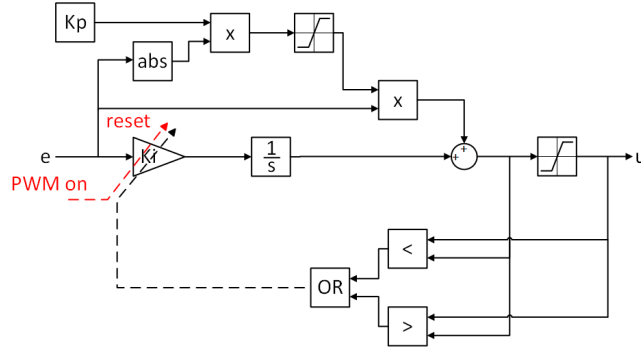 Kp
x
abs
x
reset
e
Ki
1
s
+
+
u
PWM on
<
OR
>